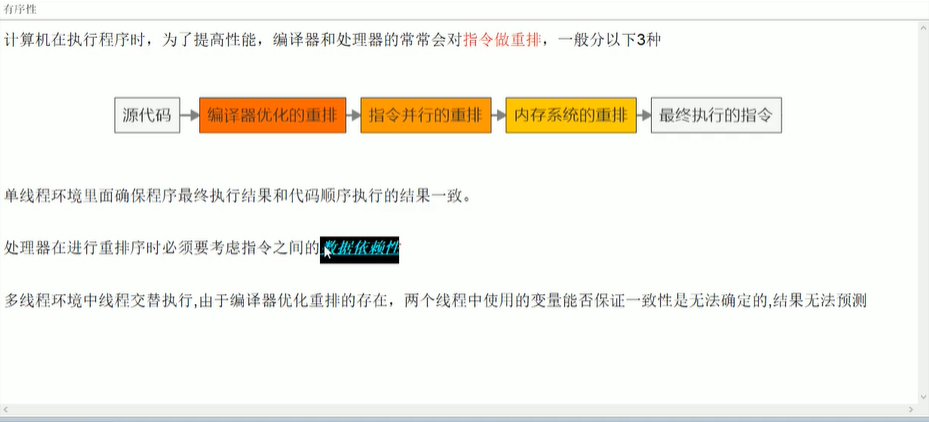 有序性
计算机在执行程序时，为了提高性能，编译器和处理器的常常会对指令做重排，一般分以下3种
源代码 编译器优化的重排 指令并行的重排 内存系统的重排 最终执行的指令
单线程环境里面确保程序最终执行结果和代码顺序执行的结果一致。
处理器在进行重排序时必须要考虑指令之间的数据依赖性
多线程环境中线程交替执行,由于编译器优化重排的存在，两个线程中使用的变量能否保证一致性是无法确定的,结果无法预测